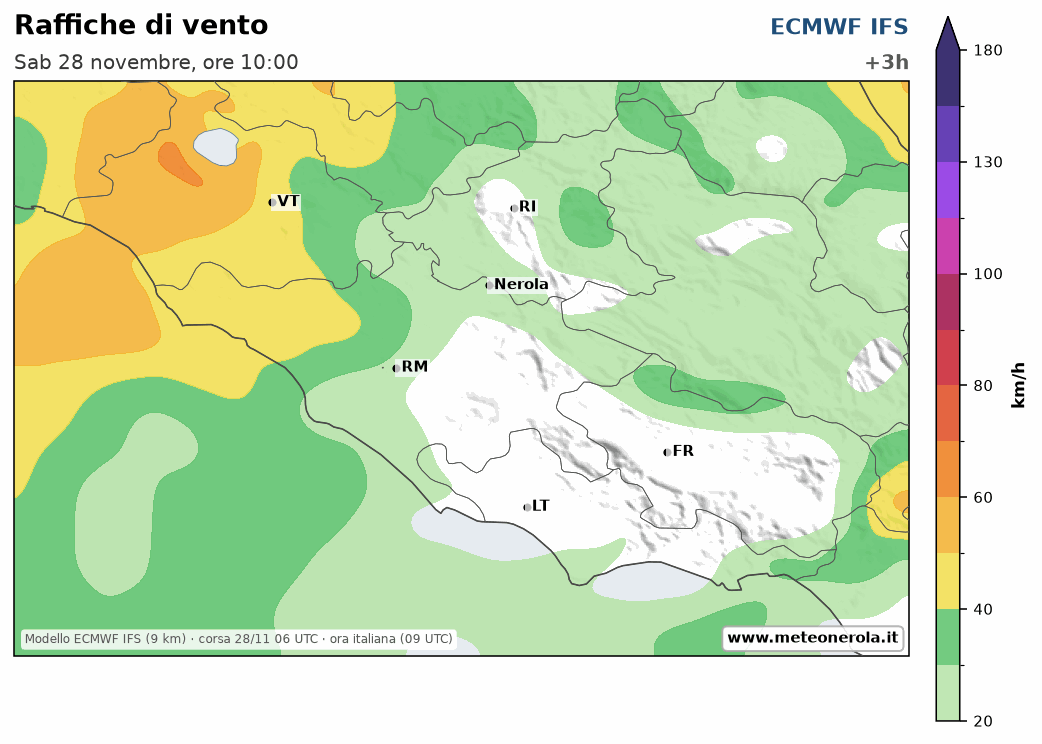 Raffiche di vento
ECMWF IFS
Sab 28 novembre, ore 10:00
+3h
180
130
100
80
60
40
20
km/h
VT
RI
Nerola
RM
FR
LT
Modello ECMWF IFS (9 km) · corsa 28/11 06 UTC · ora italiana (09 UTC)
www.meteonerola.it